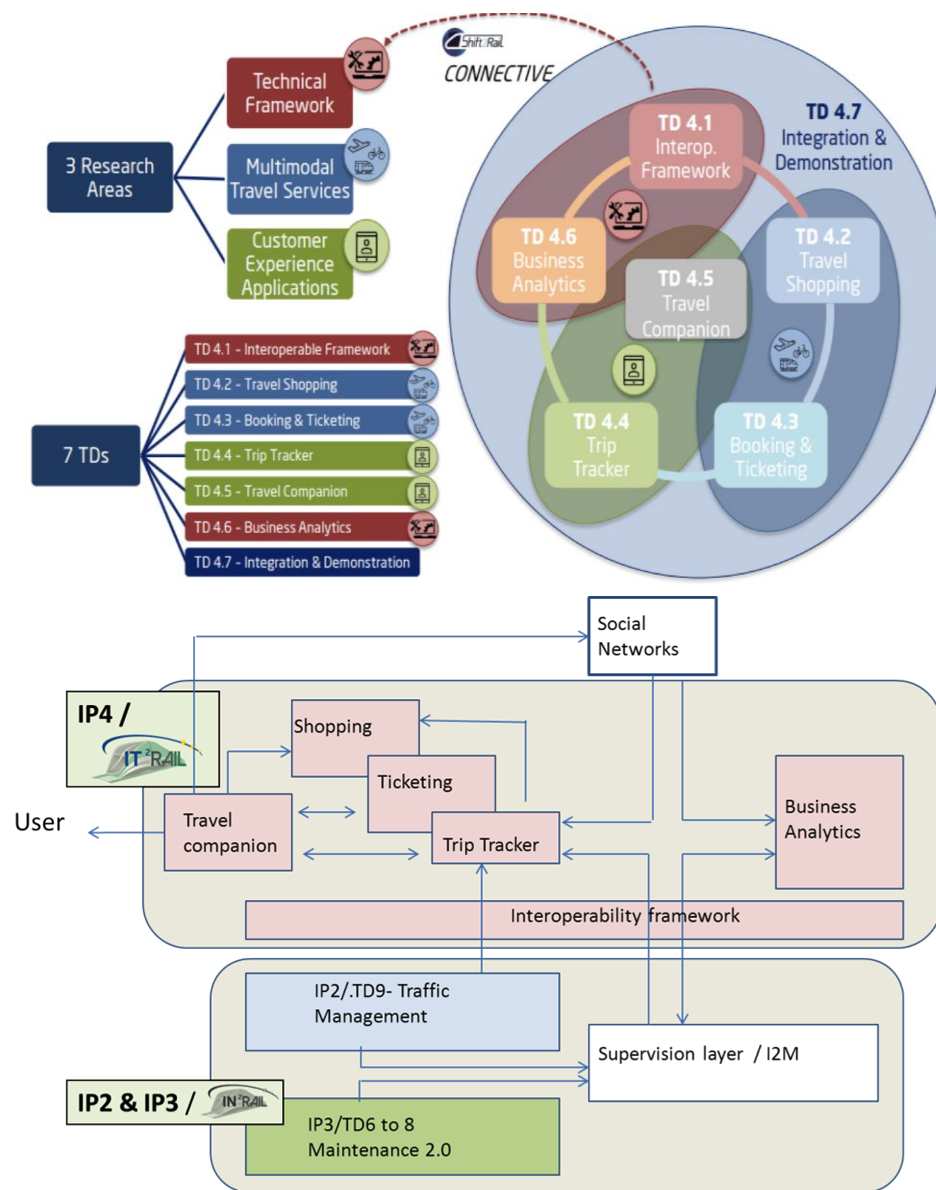 Shift2Rail
CONNECTIVE
Technical
Framework
3 Research
Areas
Multimodal
Travel Services
Customer
Experience
Applications
TD 4.1
Interop.
Framework
TD 4.7
Integration &
Demonstration
TD 4.6
Business
Analytics
TD 4.2
Travel
Shopping
TD 4.5
Travel
Companion
TD 4.4
Trip
Tracker
TD 4.3
Booking &
Ticketing
7 TDs
TD 4.1 - Interoperable Framework
TD 4.2 - Travel Shopping
TD 4.3 - Booking & Ticketing
TD 4.4 - Trip Tracker
TD 4.5 - Travel Companion
TD 4.6 - Business Analytics
TD 4.7 - Integration & Demonstration
Social
Networks
IP4 /
IT²RAIL
Shopping
Ticketing
Trip Tracker
User
Travel
companion
Business
Analytics
Interoperability framework
IP2/.TD9- Traffic
Management
Supervision layer / I2M
IP2 & IP3 /
IN²RAIL
IP3/TD6 to 8
Maintenance 2.0